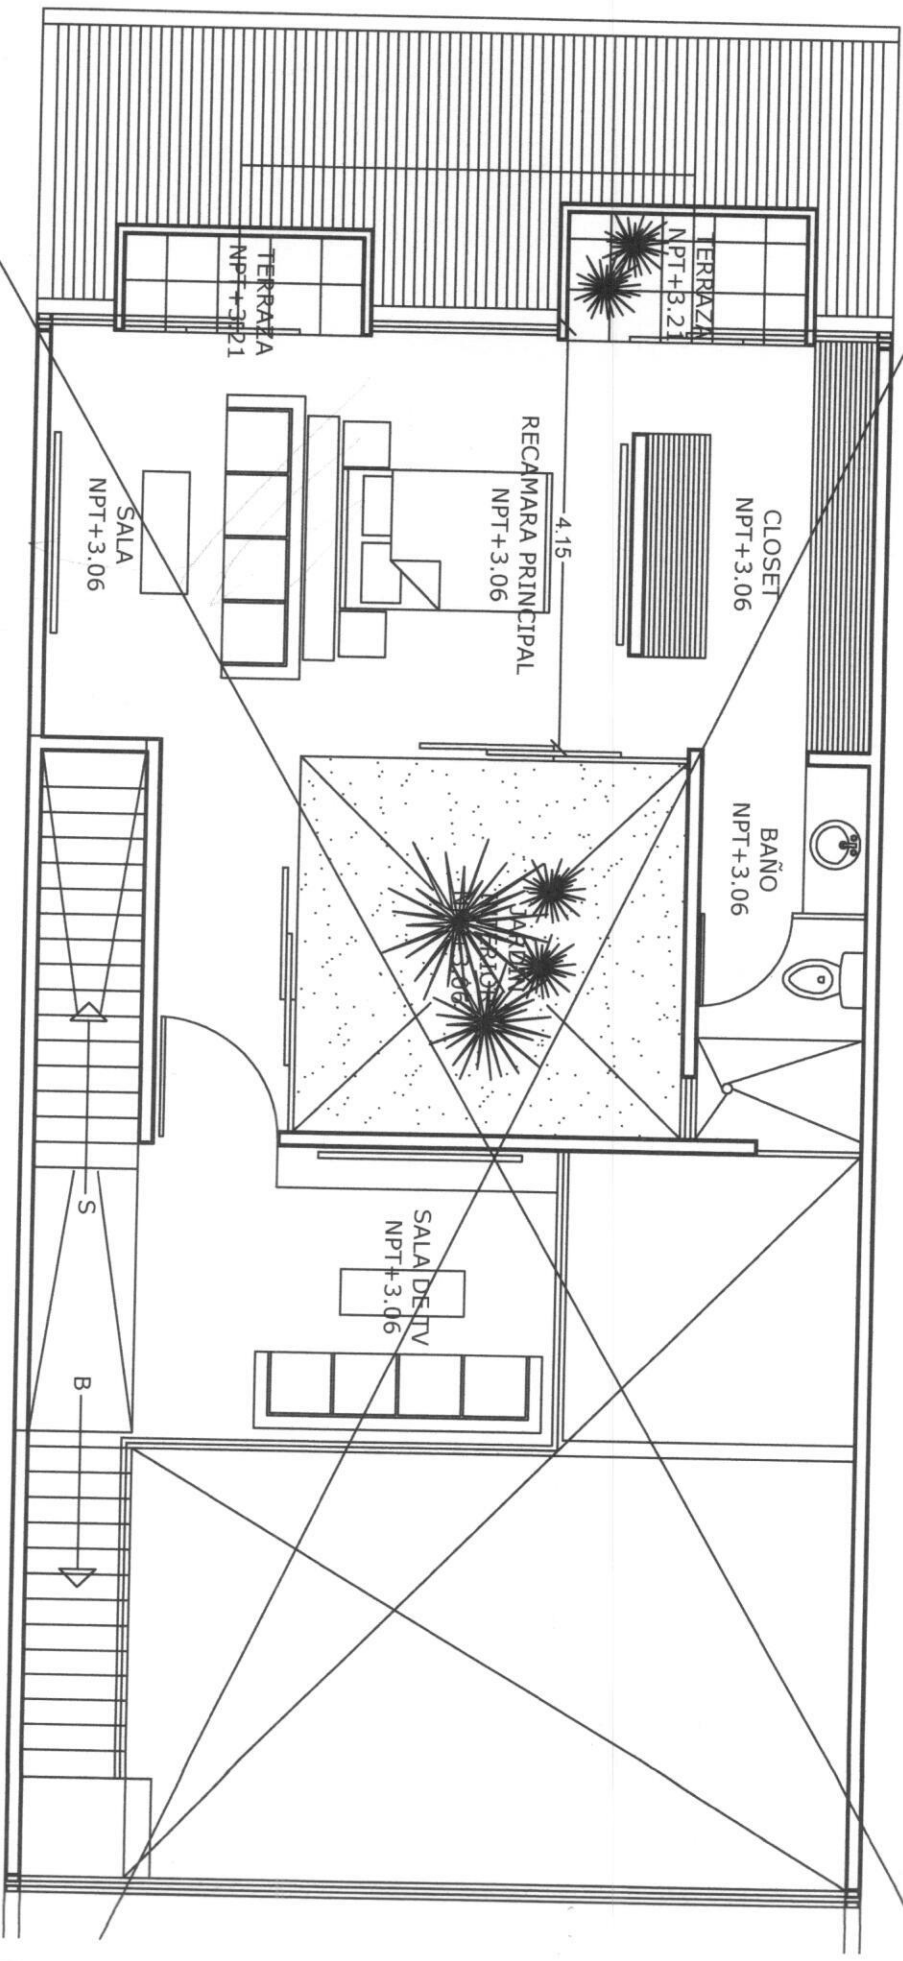 TERRAZA
NPT+3.21
TERRAZA
NPT+3.21
CLOSET
NPT+3.06
4.15
RECAMARA PRINCIPAL
NPT+3.06
SALA
NPT+3.06
BAÑO
NPT+3.06
JARDIN
S
SALA DE TV
NPT+3.06
B